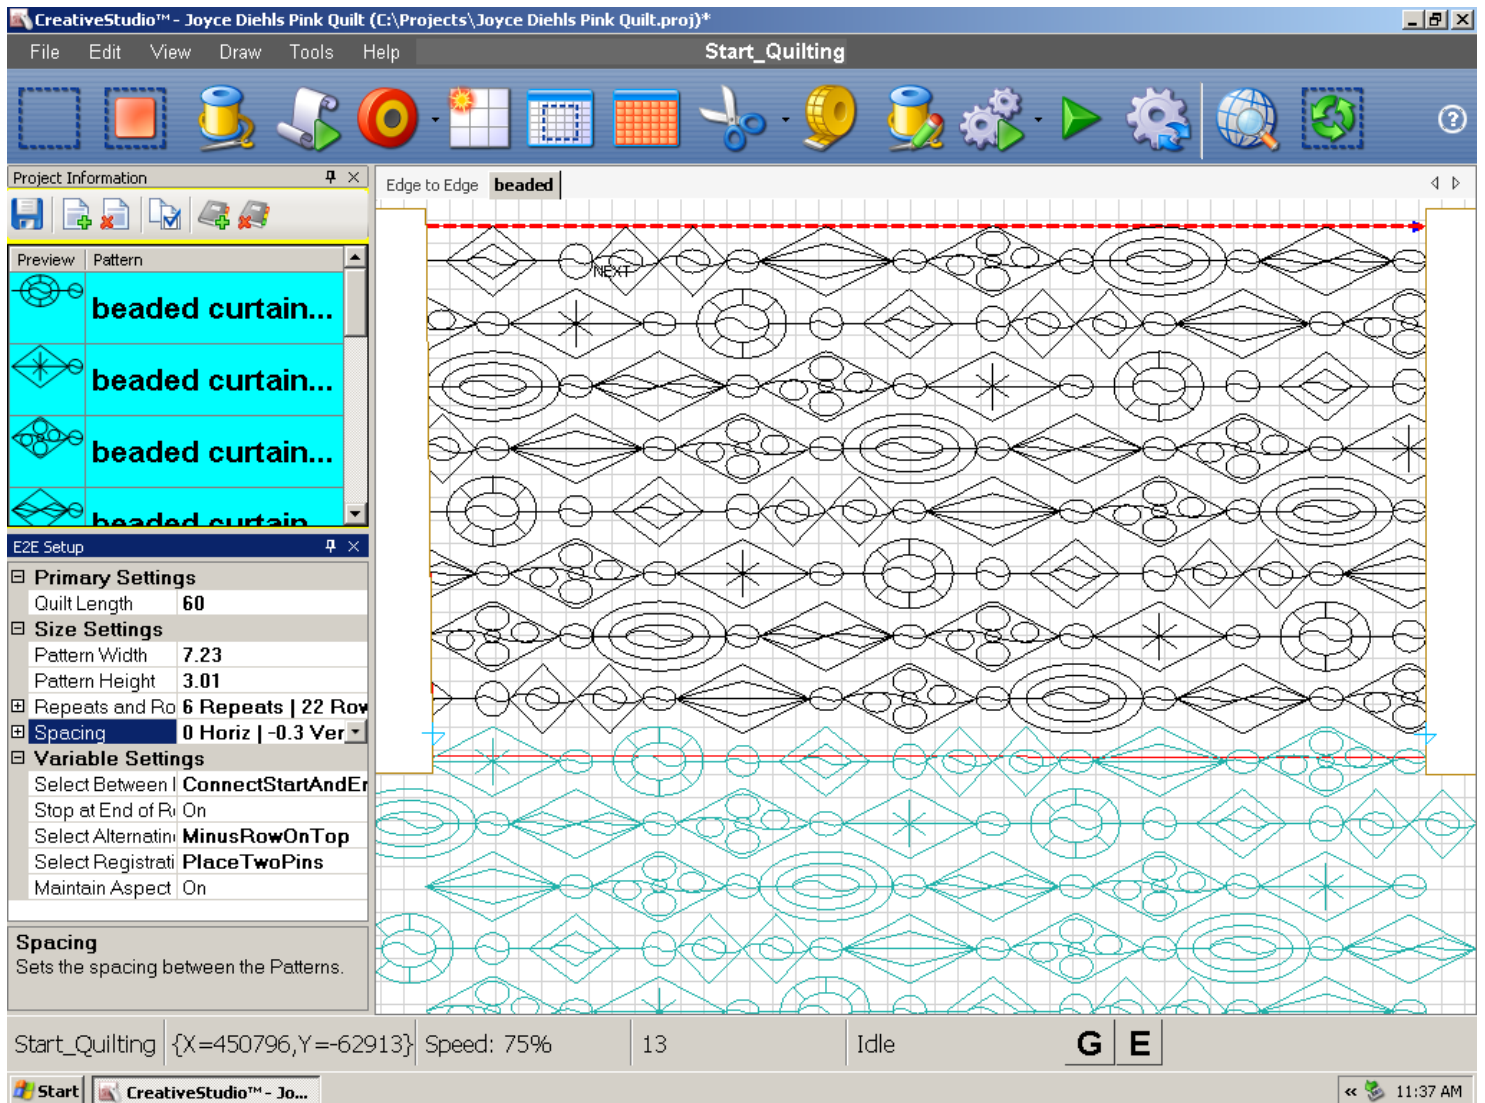 CreativeStudio™ - Joyce Diehls Pink Quilt (C:\Projects\Joyce Diehls Pink Quilt.proj)*
File Edit View Draw Tools Help Start_Quilting
Project Information
Edge to Edge beaded
Preview Pattern
beaded curtain...
beaded curtain...
beaded curtain...
beaded curtain
NEXT
E2E Setup
Primary Settings
Quilt Length 60
Size Settings
Pattern Width 7.23
Pattern Height 3.01
Repeats and Ro 6 Repeats | 22 Row
Spacing 0 Horiz | -0.3 Ver
Variable Settings
Select Between ConnectStartAndEn
Stop at End of R On
Select Alternatin MinusRowOnTop
Select Registrati PlaceTwoPins
Maintain Aspect On
Spacing
Sets the spacing between the Patterns.
Start_Quilting {X=450796,Y=-62913} Speed: 75% 13 Idle G E
Start CreativeStudio™ - Jo... « 11:37 AM